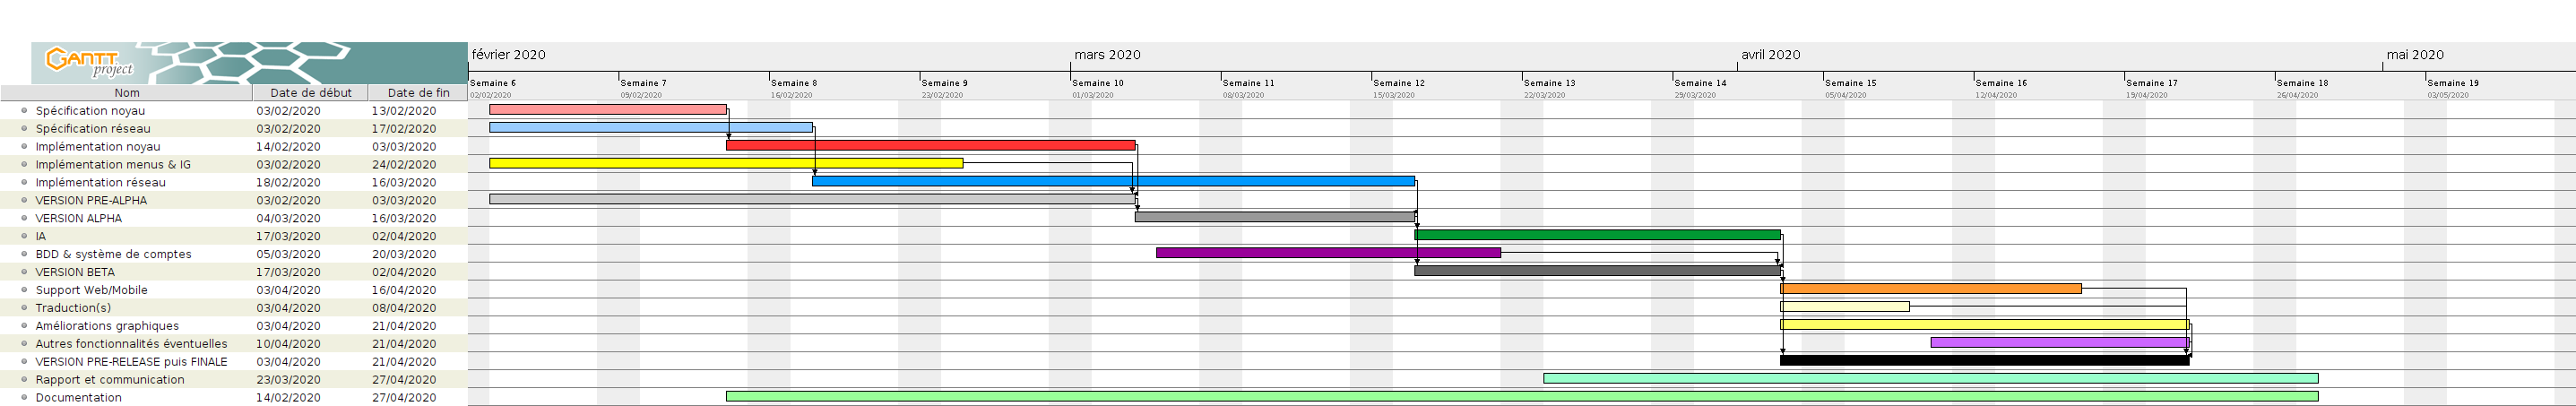 février 2020 mars 2020 avril 2020 mai 2020
GANTT project
Semaine 6 Semaine 7 Semaine 8 Semaine 9 Semaine 10 Semaine 11 Semaine 12 Semaine 13 Semaine 14 Semaine 15 Semaine 16 Semaine 17 Semaine 18 Semaine 19
02/02/2020 09/02/2020 16/02/2020 23/02/2020 01/03/2020 08/03/2020 15/03/2020 22/03/2020 29/03/2020 05/04/2020 12/04/2020 19/04/2020 26/04/2020 03/05/2020
Nom Date de début Date de fin
Spécification noyau 03/02/2020 13/02/2020
Spécification réseau 03/02/2020 17/02/2020
Implémentation noyau 14/02/2020 03/03/2020
Implémentation menus & IG 03/02/2020 24/02/2020
Implémentation réseau 18/02/2020 16/03/2020
VERSION PRE-ALPHA 03/02/2020 03/03/2020
VERSION ALPHA 04/03/2020 16/03/2020
IA 17/03/2020 02/04/2020
BDD & système de comptes 05/03/2020 20/03/2020
VERSION BETA 17/03/2020 02/04/2020
Support Web/Mobile 03/04/2020 16/04/2020
Traduction(s) 03/04/2020 08/04/2020
Améliorations graphiques 03/04/2020 21/04/2020
Autres fonctionnalités éventuelles 10/04/2020 21/04/2020
VERSION PRE-RELEASE puis FINALE 03/04/2020 21/04/2020
Rapport et communication 23/03/2020 27/04/2020
Documentation 14/02/2020 27/04/2020